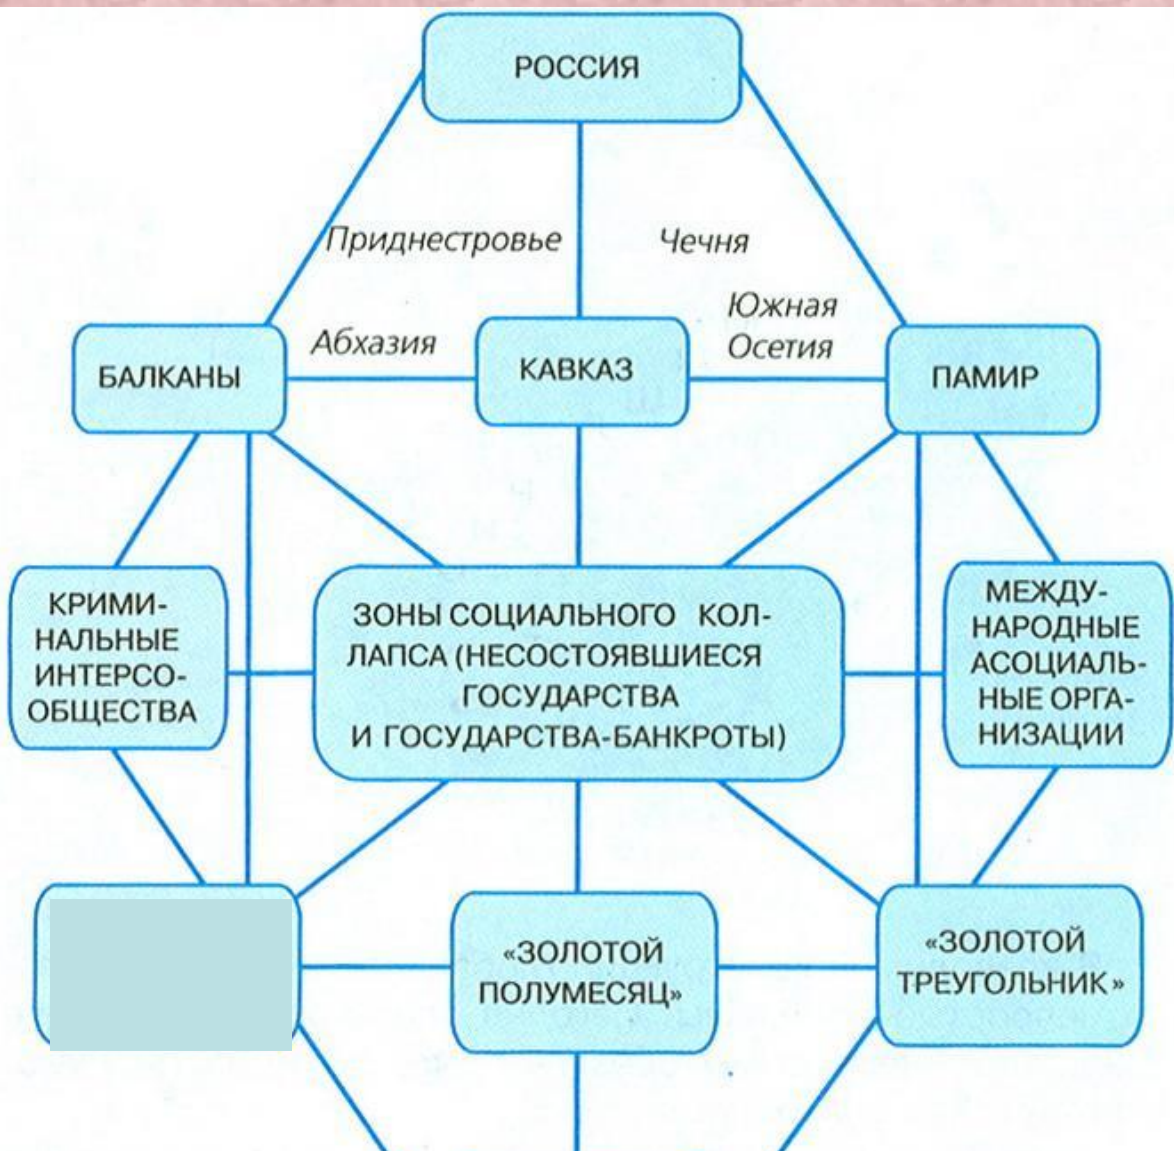 РОССИЯ
Приднестровье
Чечня
Абхазия
Южная
Осетия
БАЛКАНЫ
КАВКАЗ
ПАМИР
КРИМИ-
НАЛЬНЫЕ
ИНТЕРСО-
ОБЩЕСТВА
ЗОНЫ СОЦИАЛЬНОГО КОЛ-
ЛАПСА (НЕСОСТОЯВШИЕСЯ
ГОСУДАРСТВА
И ГОСУДАРСТВА-БАНКРОТЫ)
МЕЖДУ-
НАРОДНЫЕ
АСОЦИАЛЬ-
НЫЕ ОРГА-
НИЗАЦИИ
«ЗОЛОТОЙ
ПОЛУМЕСЯЦ»
«ЗОЛОТОЙ
ТРЕУГОЛЬНИК»